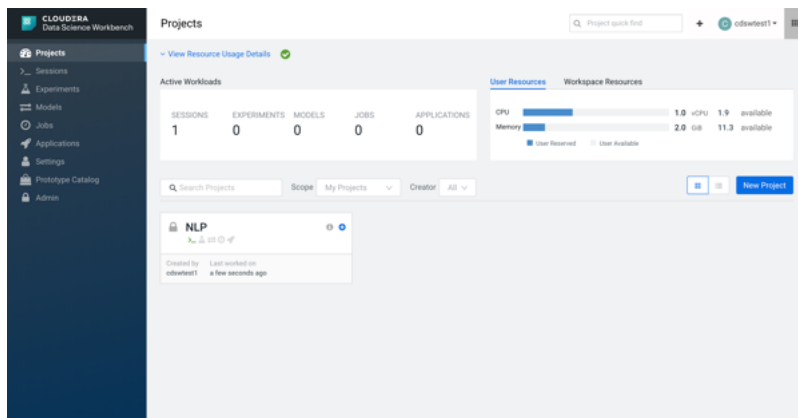 CLOUDERA
Data Science Workbench
Projects
Project quick find
cdswtest1
Projects
Sessions
Experiments
Models
Jobs
Applications
Settings
Prototype Catalog
Admin
View Resource Usage Details
Active Workloads
SESSIONS EXPERIMENTS MODELS JOBS APPLICATIONS
1 0 0 0 0
User Resources Workspace Resources
CPU 1.0 vCPU 1.9 available
Memory 2.0 GiB 11.3 available
User Reserved User Available
Search Projects Scope My Projects Creator All
New Project
NLP
Created by Last worked on
cdswtest1 a few seconds ago